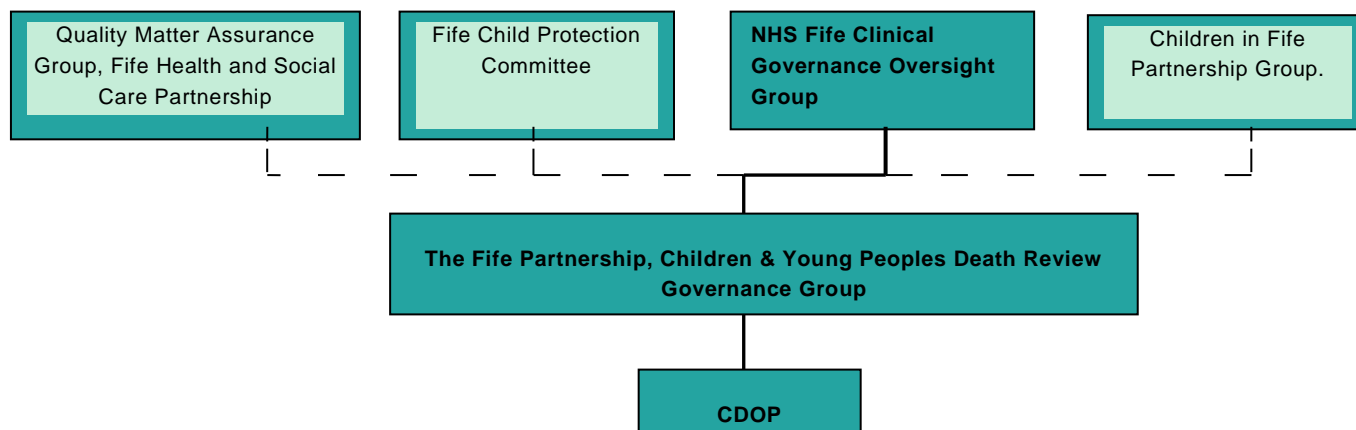 Quality Matter Assurance
Group, Fife Health and Social
Care Partnership
Fife Child Protection
Committee
NHS Fife Clinical
Governance Oversight
Group
Children in Fife
Partnership Group.
The Fife Partnership, Children & Young Peoples Death Review
Governance Group
CDOP